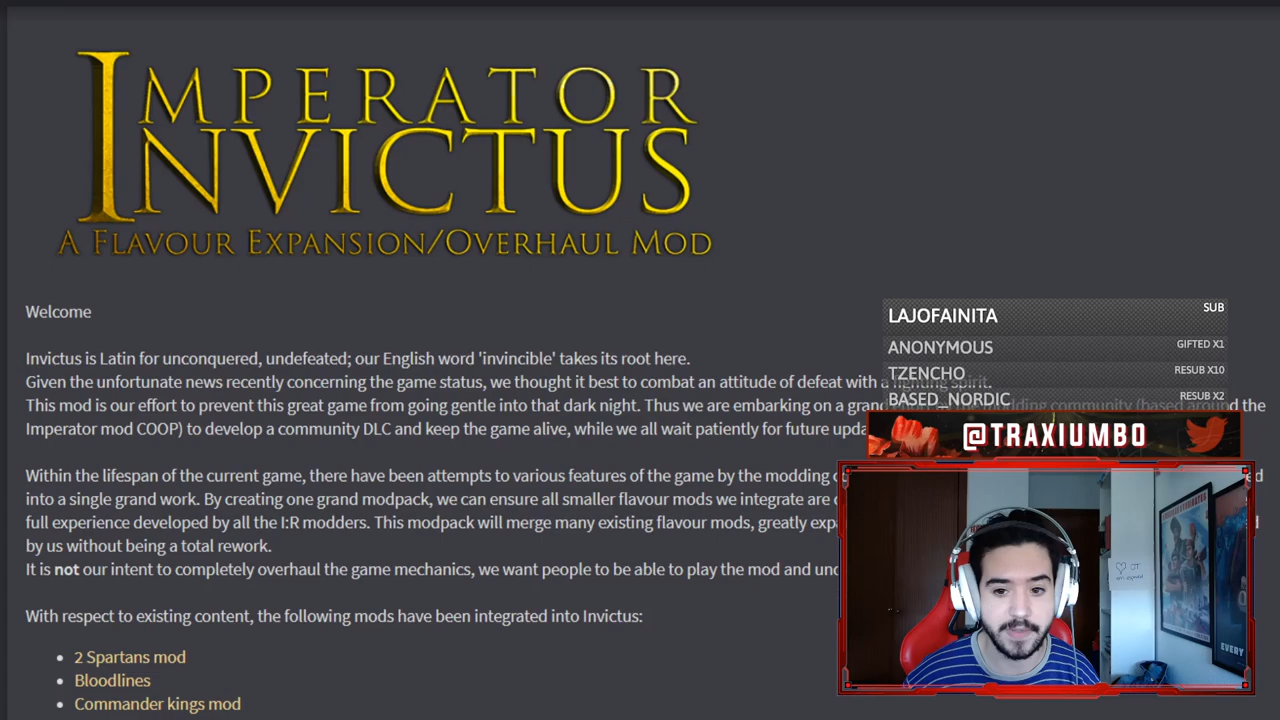 IMPERATOR
INVICTUS
A FLAVOUR EXPANSION/OVERHAUL MOD
Welcome
Invictus is Latin for unconquered, undefeated; our English word 'invincible' takes its root here.
Given the unfortunate news recently concerning the game status, we thought it best to combat an attitude of defeat with a fighting spirit.
This mod is our effort to prevent this great game from going gentle into that dark night. Thus we are embarking on a grand modding community (based around the
Imperator mod COOP) to develop a community DLC and keep the game alive, while we all wait patiently for future
Within the lifespan of the current game, there have been attempts to various features of the game by the modding
into a single grand work. By creating one grand modpack, we can ensure all smaller flavour mods we integrate are
full experience developed by all the I:R modders. This modpack will merge many existing flavour mods, greatly
by us without being a total rework.
It is not our intent to completely overhaul the game mechanics, we want people to be able to play the mod and
With respect to existing content, the following mods have been integrated into Invictus:
• 2 Spartans mod
• Bloodlines
• Commander kings mod
LAJOFAINITA SUB
ANONYMOUS GIFTED X1
TZENCHO RESUB X10
BASED_NORDIC RESUB X2
@TRAXIUMBO
EVERY